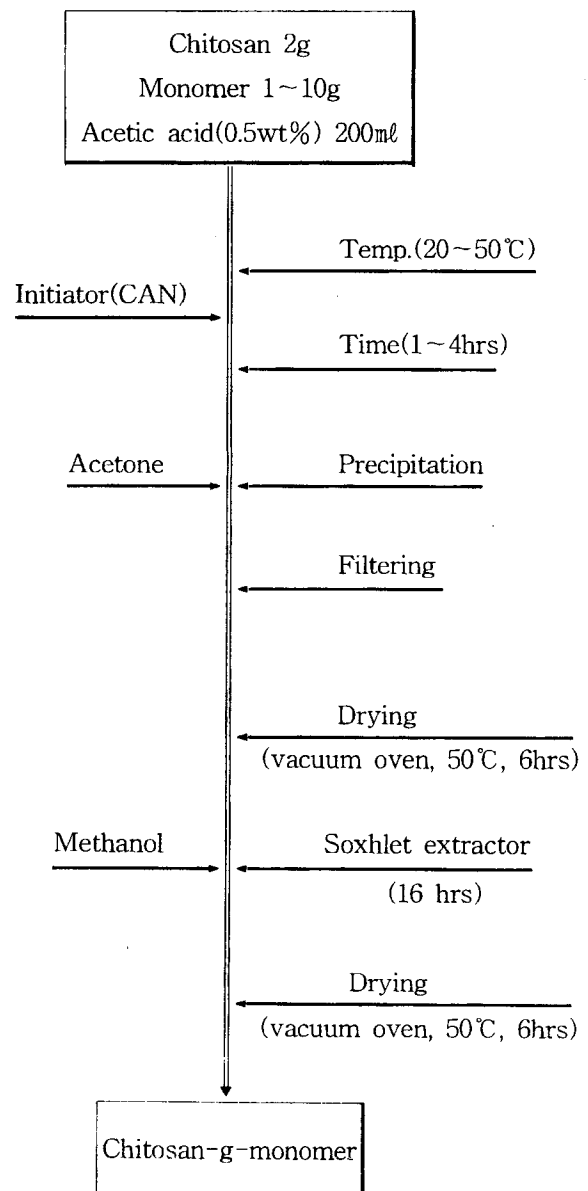 Chitosan 2g
Monomer 1~10g
Acetic acid(0.5wt%) 200㎖
Temp.(20~50℃)
Initiator(CAN)
Time(1~4hrs)
Acetone
Precipitation
Filtering
Drying
(vacuum oven, 50℃, 6hrs)
Methanol
Soxhlet extractor
(16 hrs)
Drying
(vacuum oven, 50℃, 6hrs)
Chitosan-g-monomer